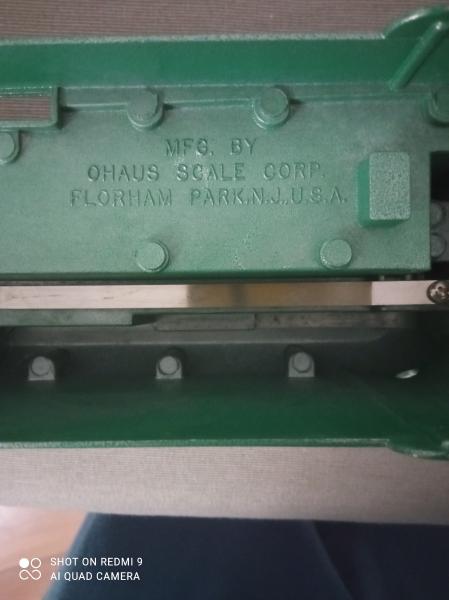 MFG. BY
OHAUS SCALE CORP.
FLORHAM PARK,N.J.,U.S.A.
SHOT ON REDMI 9
AI QUAD CAMERA